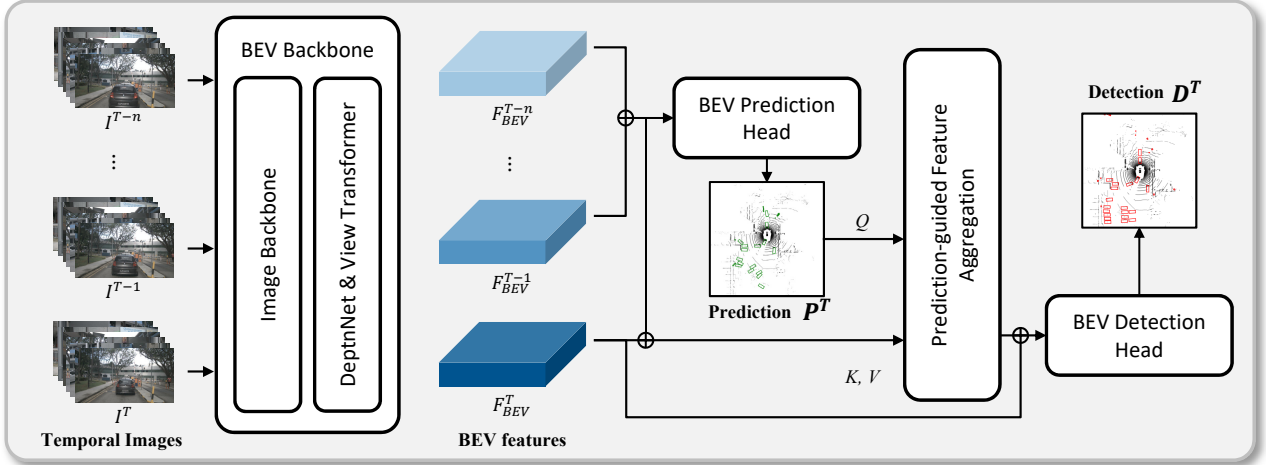 BEV Backbone
Image Backbone
DeptnNet & View Transformer
I^{T-n}
⋮
I^{T-1}
I^{T}
Temporal Images
F_{BEV}^{T-n}
⋮
F_{BEV}^{T-1}
F_{BEV}^{T}
BEV features
BEV Prediction
Head
Prediction P^{T}
Q
K, V
Prediction-guided Feature
Aggregation
Detection D^{T}
BEV Detection
Head